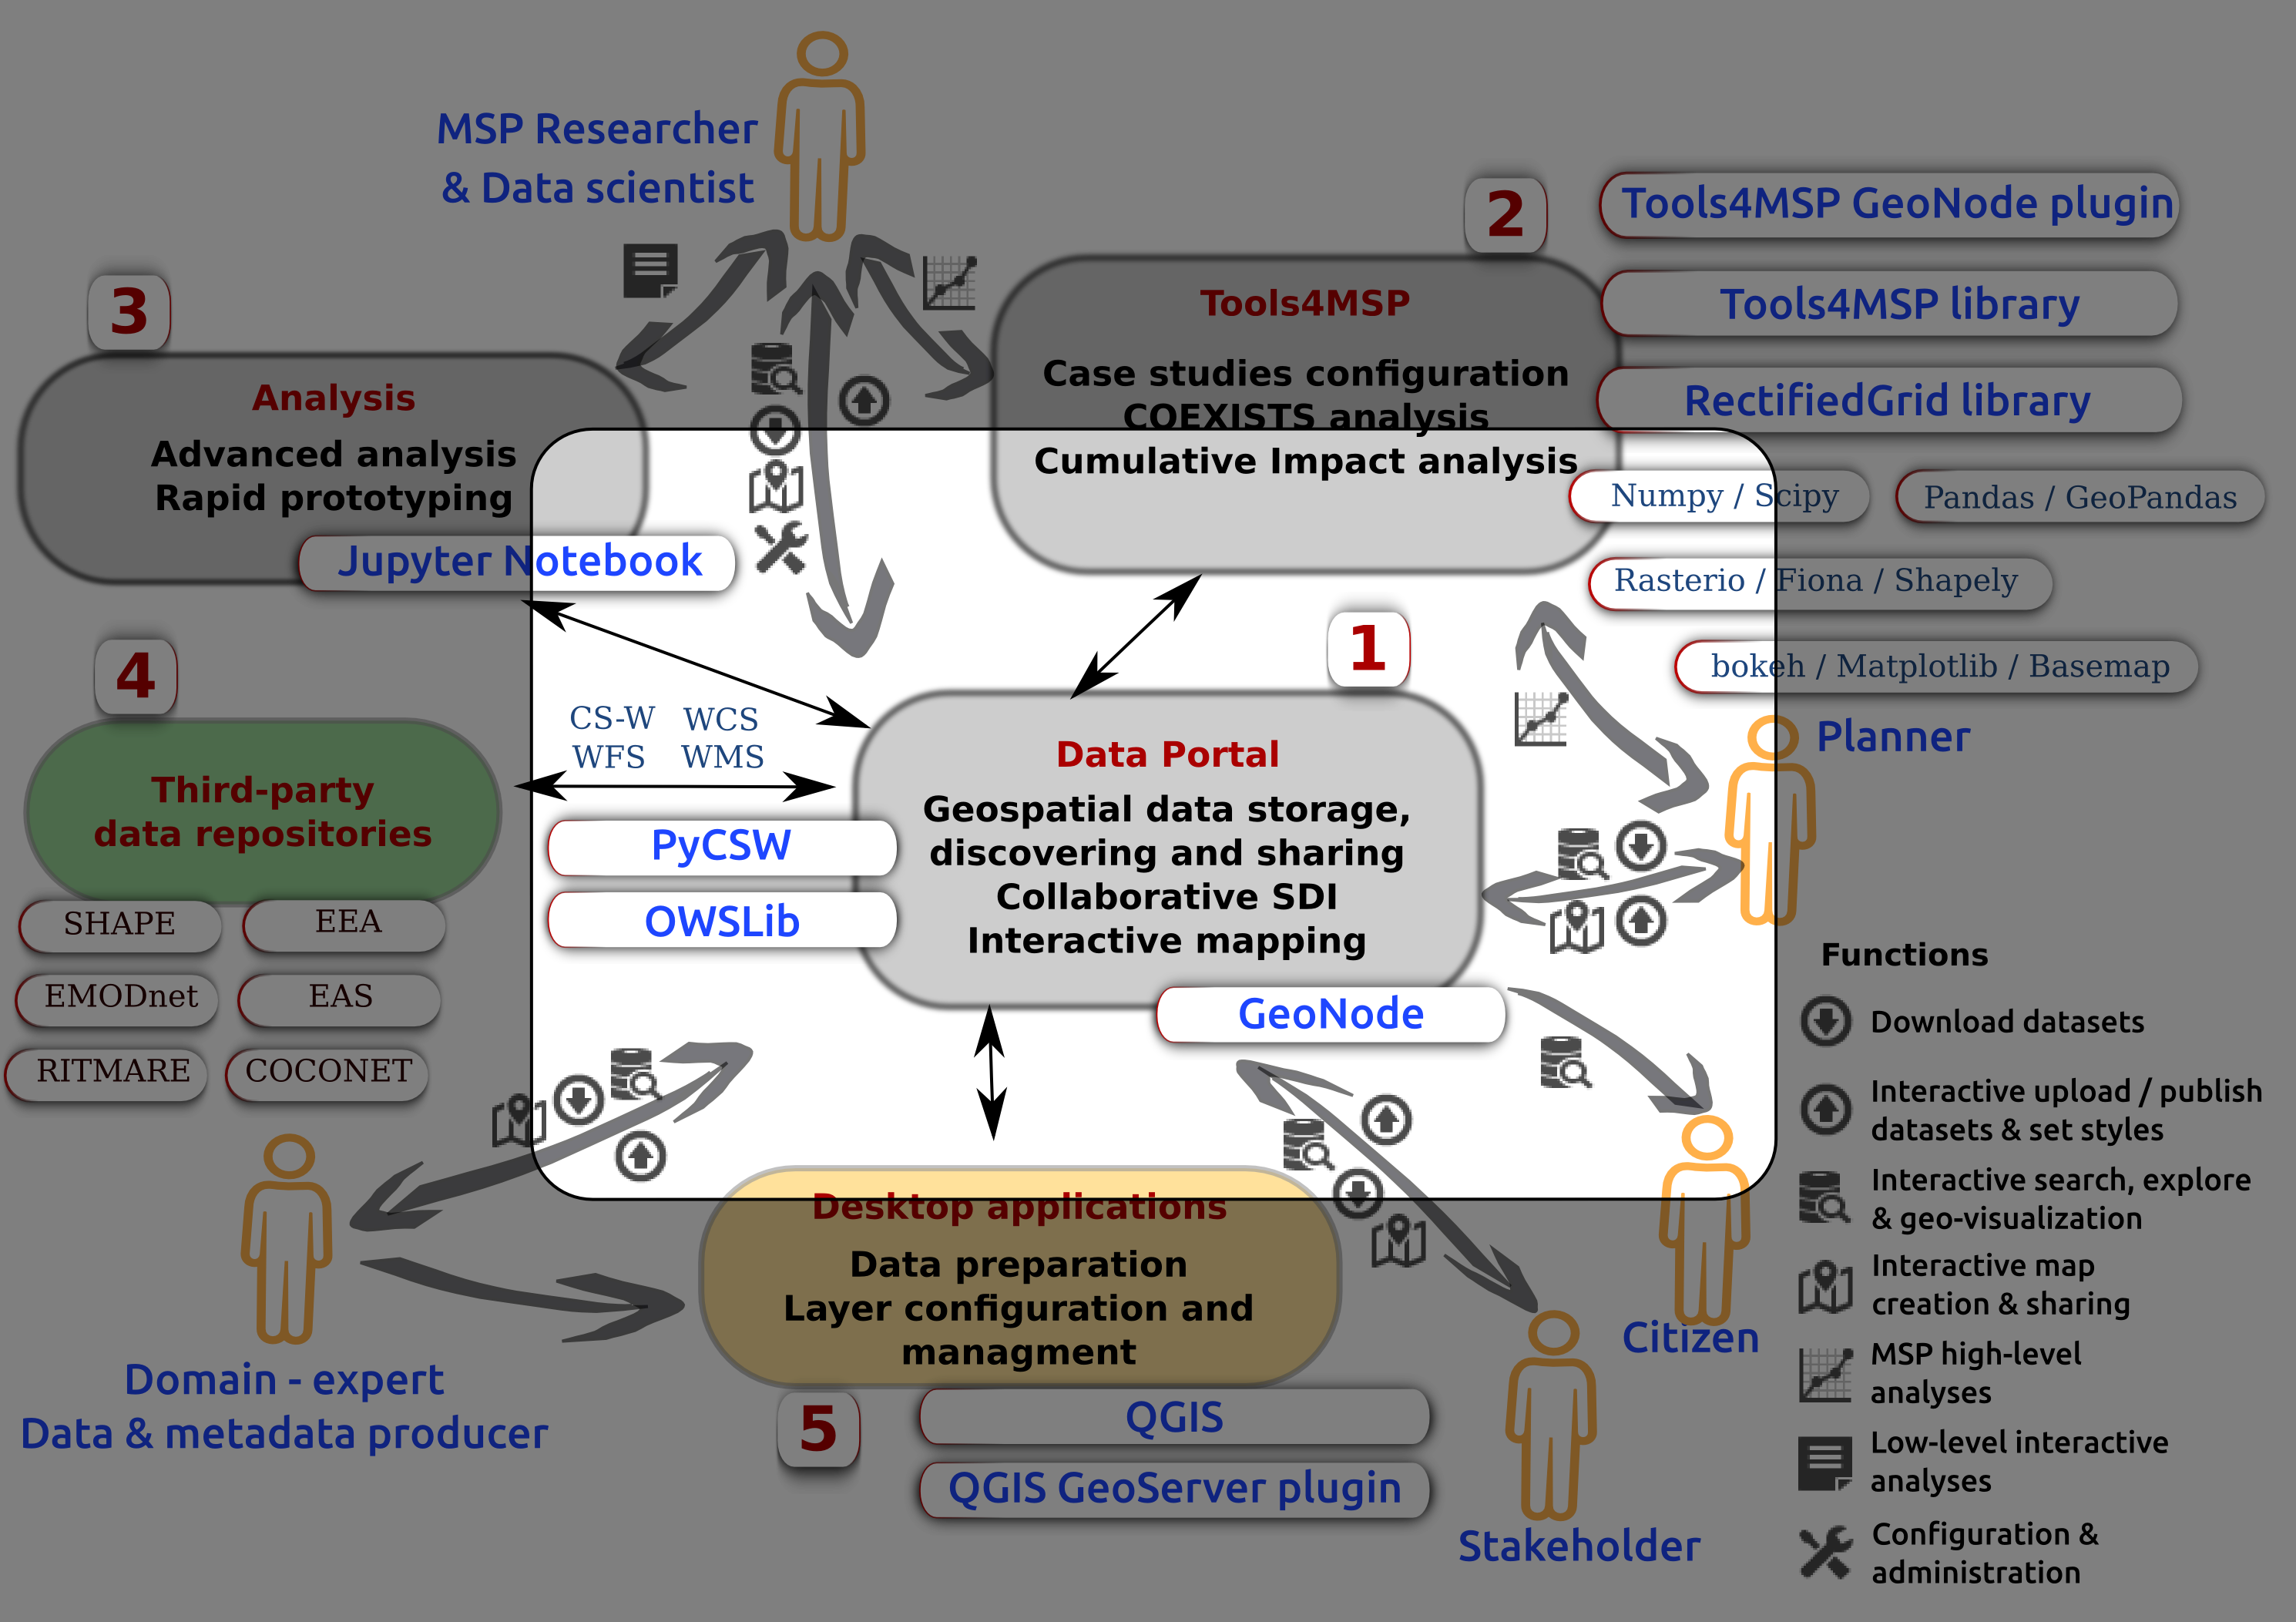 MSP Researcher
& Data scientist
2
Tools4MSP GeoNode plugin
Tools4MSP library
RectifiedGrid library
Tools4MSP
Case studies configuration
COEXISTS analysis
Cumulative Impact analysis
Numpy / Scipy
Pandas / GeoPandas
Rasterio / Fiona / Shapely
bokeh / Matplotlib / Basemap
3
Analysis
Advanced analysis
Rapid prototyping
Jupyter Notebook
4
Third-party
data repositories
SHAPE
EEA
EMODnet
EAS
RITMARE
COCONET
CS-W WCS
WFS WMS
PyCSW
OWSLib
1
Data Portal
Geospatial data storage,
discovering and sharing
Collaborative SDI
Interactive mapping
GeoNode
Planner
Desktop applications
Data preparation
Layer configuration and
managment
5
QGIS
QGIS GeoServer plugin
Domain - expert
Data & metadata producer
Citizen
Stakeholder
Functions
Download datasets
Interactive upload / publish
datasets & set styles
Interactive search, explore
& geo-visualization
Interactive map
creation & sharing
MSP high-level
analyses
Low-level interactive
analyses
Configuration &
administration